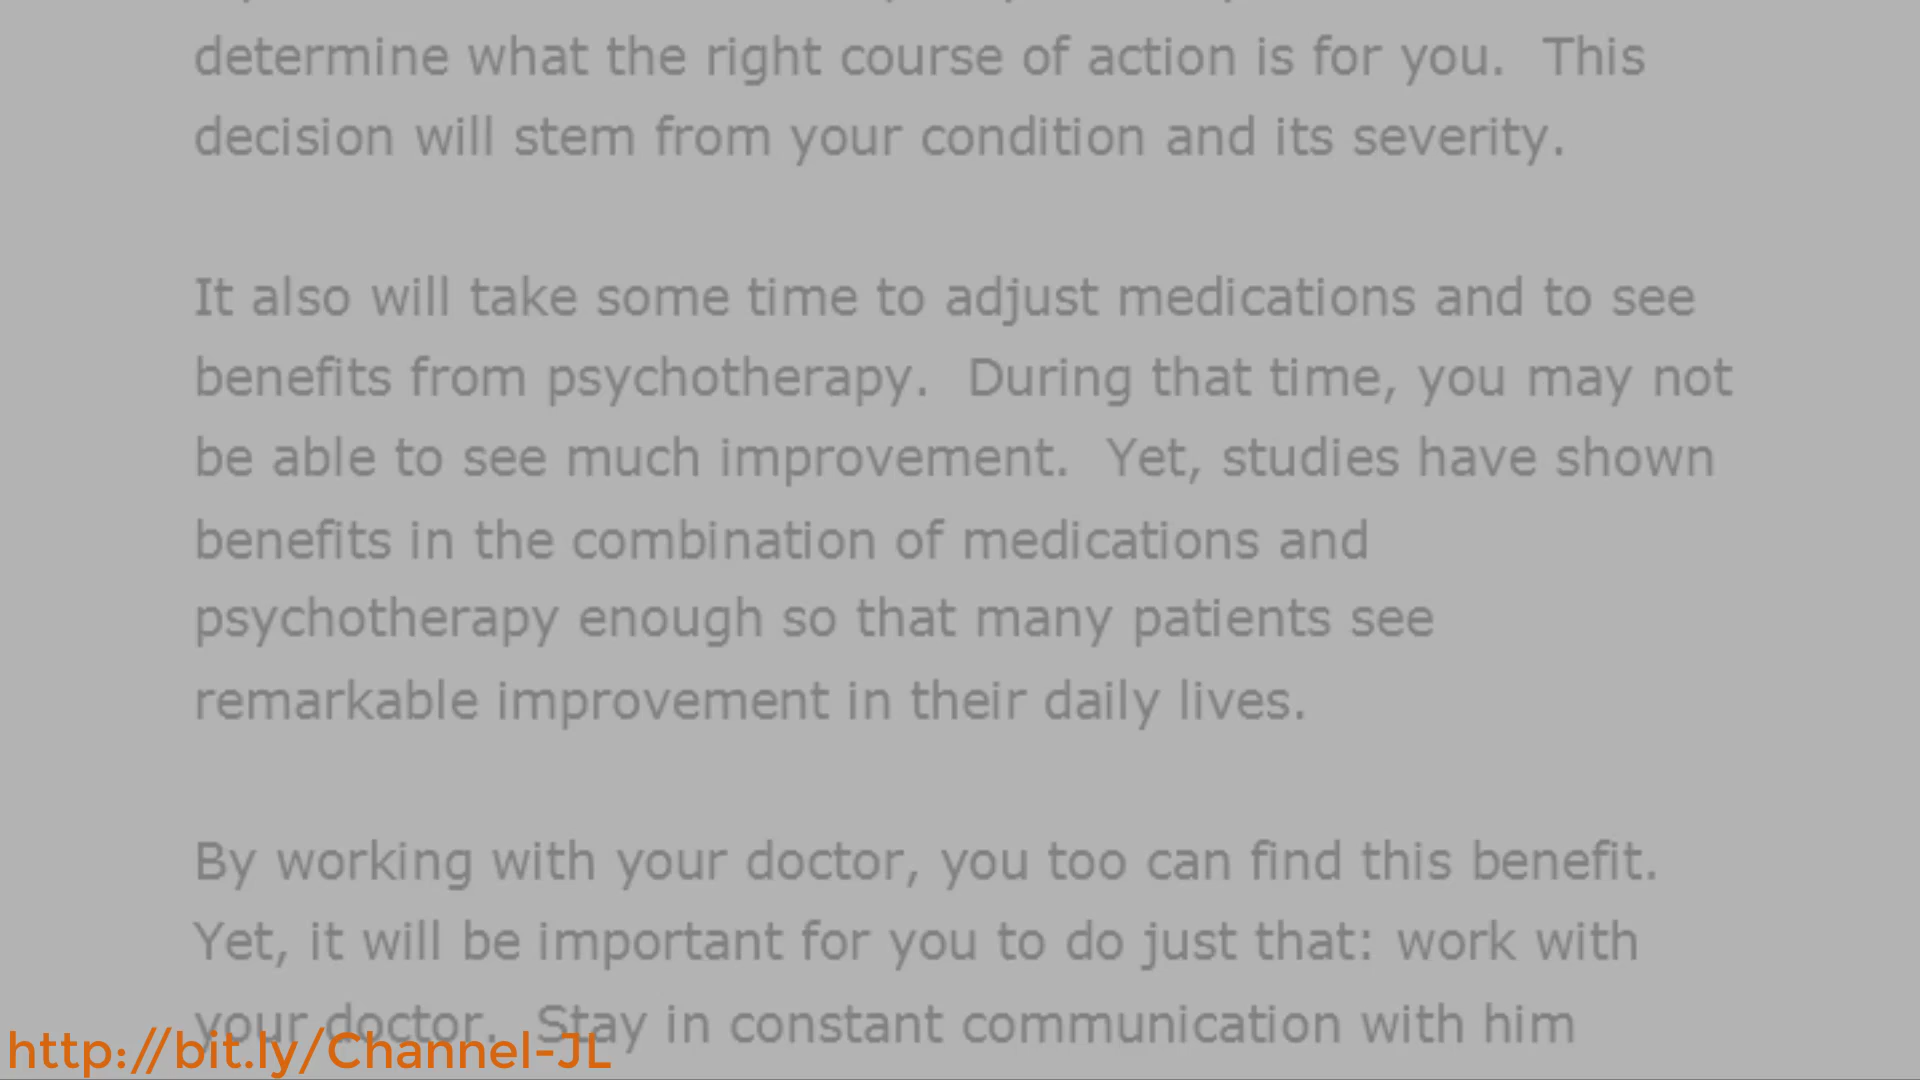 determine what the right course of action is for you.  This
decision will stem from your condition and its severity.
It also will take some time to adjust medications and to see
benefits from psychotherapy.  During that time, you may not
be able to see much improvement.  Yet, studies have shown
benefits in the combination of medications and
psychotherapy enough so that many patients see
remarkable improvement in their daily lives.
By working with your doctor, you too can find this benefit.
Yet, it will be important for you to do just that: work with
your doctor.  Stay in constant communication with him
http://bit.ly/Channel-JL